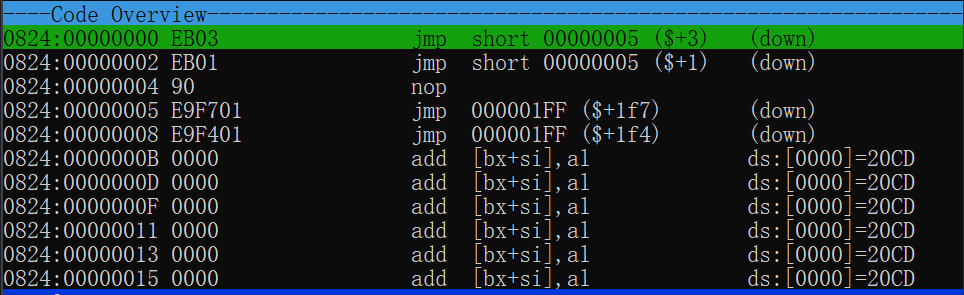 ----Code Overview----
0824:00000000 EB03 jmp short 00000005 ($+3) (down)
0824:00000002 EB01 jmp short 00000005 ($+1) (down)
0824:00000004 90 nop
0824:00000005 E9F701 jmp 000001FF ($+1f7) (down)
0824:00000008 E9F401 jmp 000001FF ($+1f4) (down)
0824:0000000B 0000 add [bx+si],al ds:[0000]=20CD
0824:0000000D 0000 add [bx+si],al ds:[0000]=20CD
0824:0000000F 0000 add [bx+si],al ds:[0000]=20CD
0824:00000011 0000 add [bx+si],al ds:[0000]=20CD
0824:00000013 0000 add [bx+si],al ds:[0000]=20CD
0824:00000015 0000 add [bx+si],al ds:[0000]=20CD